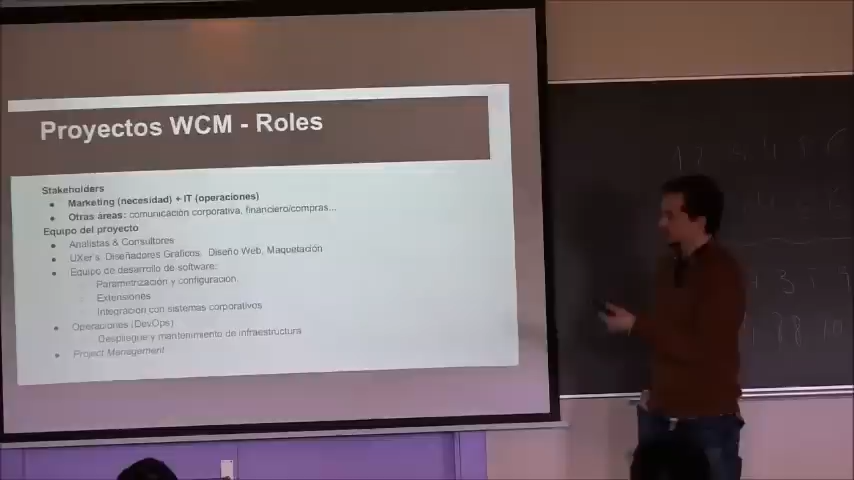 Proyectos WCM - Roles
Stakeholders
● Marketing (necesidad) + IT (operaciones)
● Otras áreas: comunicación corporativa, financiero/compras...
Equipo del proyecto
● Analistas & Consultores
● UXer's, Diseñadores Gráficos, Diseño Web, Maquetación
● Equipo de desarrollo de software:
Parametrización y configuración
Extensiones
Integración con sistemas corporativos
● Operaciones (DevOps)
Despliegue y mantenimiento de infraestructura
● Project Management